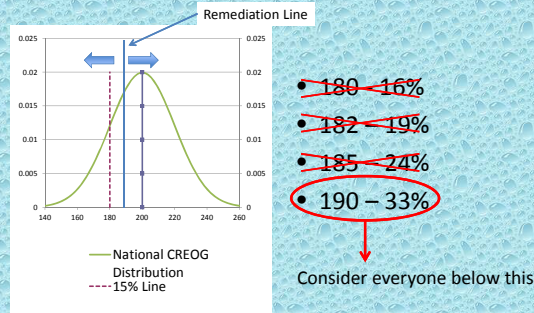 Remediation Line
0.025 0.025
0.02 0.02
0.015 0.015
0.01 0.01
0.005 0.005
0 0
140 160 180 200 220 240 260
National CREOG
Distribution
15% Line
• 180 - 16%
• 182 – 19%
• 185 – 24%
• 190 – 33%
Consider everyone below this